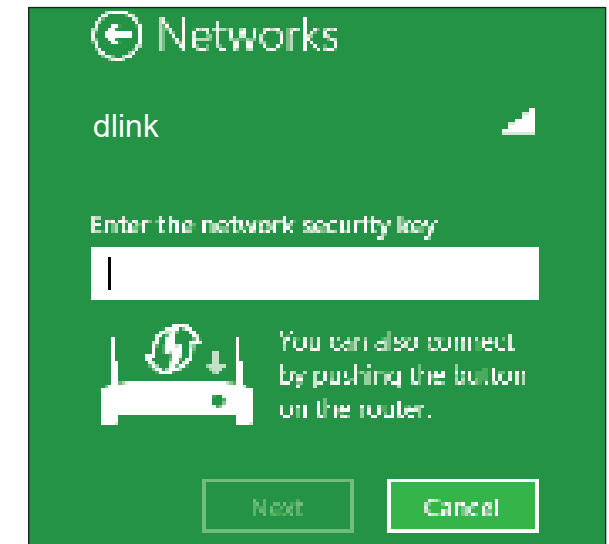 Networks
dlink
Enter the network security key
You can also connect
by pushing the button
on the router.
Next
Cancel